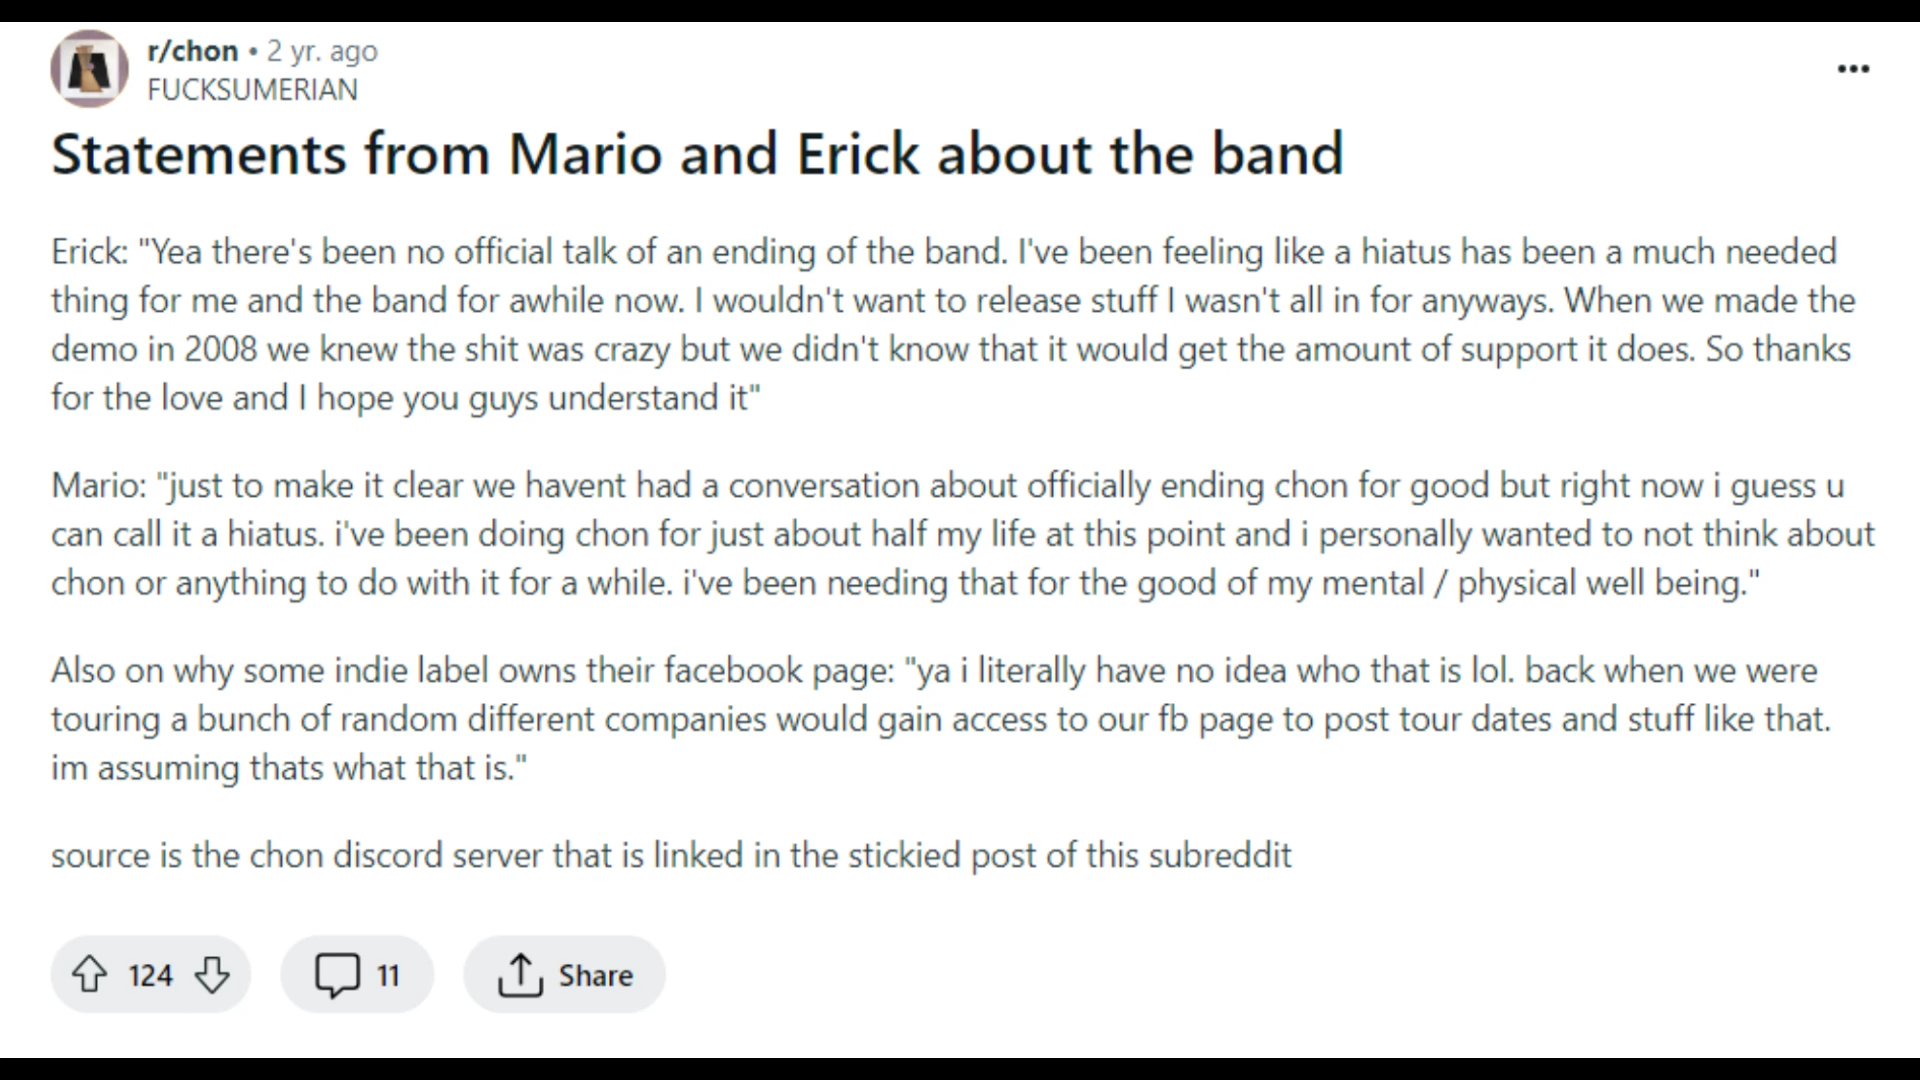 r/chon • 2 yr. ago
FUCKSUMERIAN
Statements from Mario and Erick about the band
Erick: "Yea there's been no official talk of an ending of the band. I've been feeling like a hiatus has been a much needed
thing for me and the band for awhile now. I wouldn't want to release stuff I wasn't all in for anyways. When we made the
demo in 2008 we knew the shit was crazy but we didn't know that it would get the amount of support it does. So thanks
for the love and I hope you guys understand it"
Mario: "just to make it clear we havent had a conversation about officially ending chon for good but right now i guess u
can call it a hiatus. i've been doing chon for just about half my life at this point and i personally wanted to not think about
chon or anything to do with it for a while. i've been needing that for the good of my mental / physical well being."
Also on why some indie label owns their facebook page: "ya i literally have no idea who that is lol. back when we were
touring a bunch of random different companies would gain access to our fb page to post tour dates and stuff like that.
im assuming thats what that is."
source is the chon discord server that is linked in the stickied post of this subreddit
124
11
Share